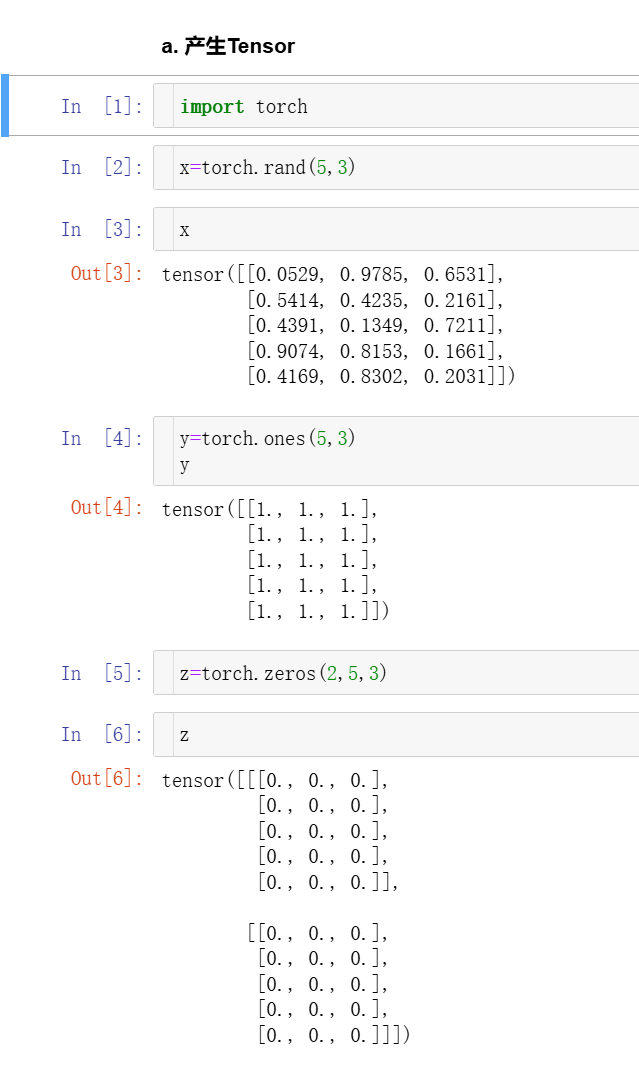 a. 产生Tensor
In [1]: import torch
In [2]: x=torch.rand(5,3)
In [3]: x
Out[3]: tensor([[0.0529, 0.9785, 0.6531],
[0.5414, 0.4235, 0.2161],
[0.4391, 0.1349, 0.7211],
[0.9074, 0.8153, 0.1661],
[0.4169, 0.8302, 0.2031]])
In [4]: y=torch.ones(5,3)
y
Out[4]: tensor([[1., 1., 1.],
[1., 1., 1.],
[1., 1., 1.],
[1., 1., 1.],
[1., 1., 1.]])
In [5]: z=torch.zeros(2,5,3)
In [6]: z
Out[6]: tensor([[[0., 0., 0.],
[0., 0., 0.],
[0., 0., 0.],
[0., 0., 0.],
[0., 0., 0.]],
[[0., 0., 0.],
[0., 0., 0.],
[0., 0., 0.],
[0., 0., 0.],
[0., 0., 0.]]])